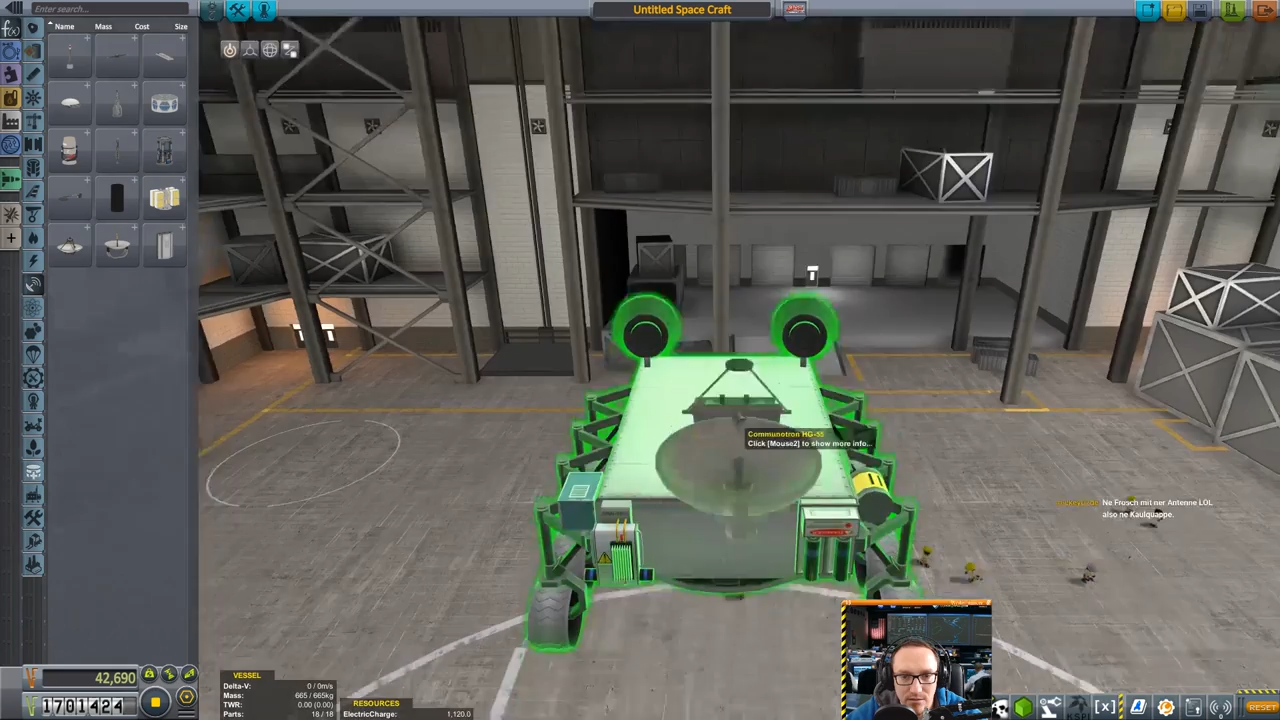 Enter search...
Untitled Space Craft
Name Mass Cost Size
Communotron HG-55
Click [Mouse2] to show more info...
Ne Frosch mit ner Antenne LOL
also ne Kaulquappe.
42,690
1701424
VESSEL
Delta-V: 0 / 0m/s
Mass: 665 / 665kg
TWR: 0.00 (0.00)
Parts: 18 / 18
RESOURCES
ElectricCharge: 1,120.0
[x]
RESET